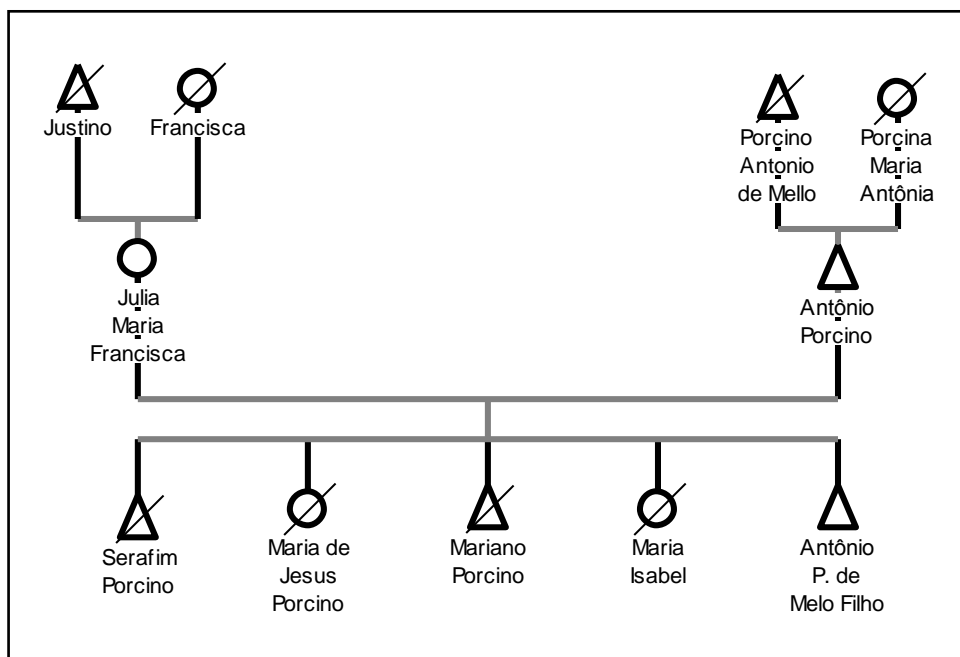 Justino
Francisca
Porcino
Antonio
de Mello
Porcina
Maria
Antônia
Julia
Maria
Francisca
Antônio
Porcino
Serafim
Porcino
Maria de
Jesus
Porcino
Mariano
Porcino
Maria
Isabel
Antônio
P. de
Melo Filho